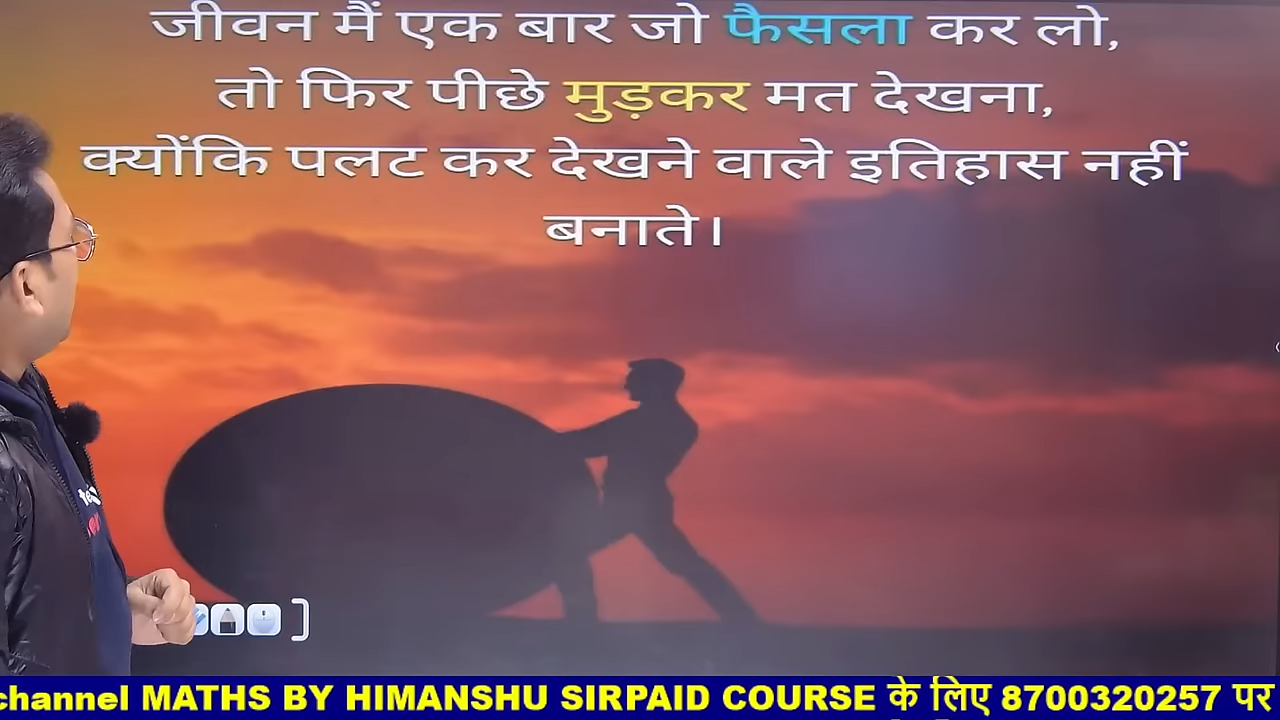 जीवन मैं एक बार जो फैसला कर लो,
तो फिर पीछे मुड़कर मत देखना,
क्योंकि पलट कर देखने वाले इतिहास नहीं
बनाते।
channel MATHS BY HIMANSHU SIRPAID COURSE के लिए 8700320257 पर